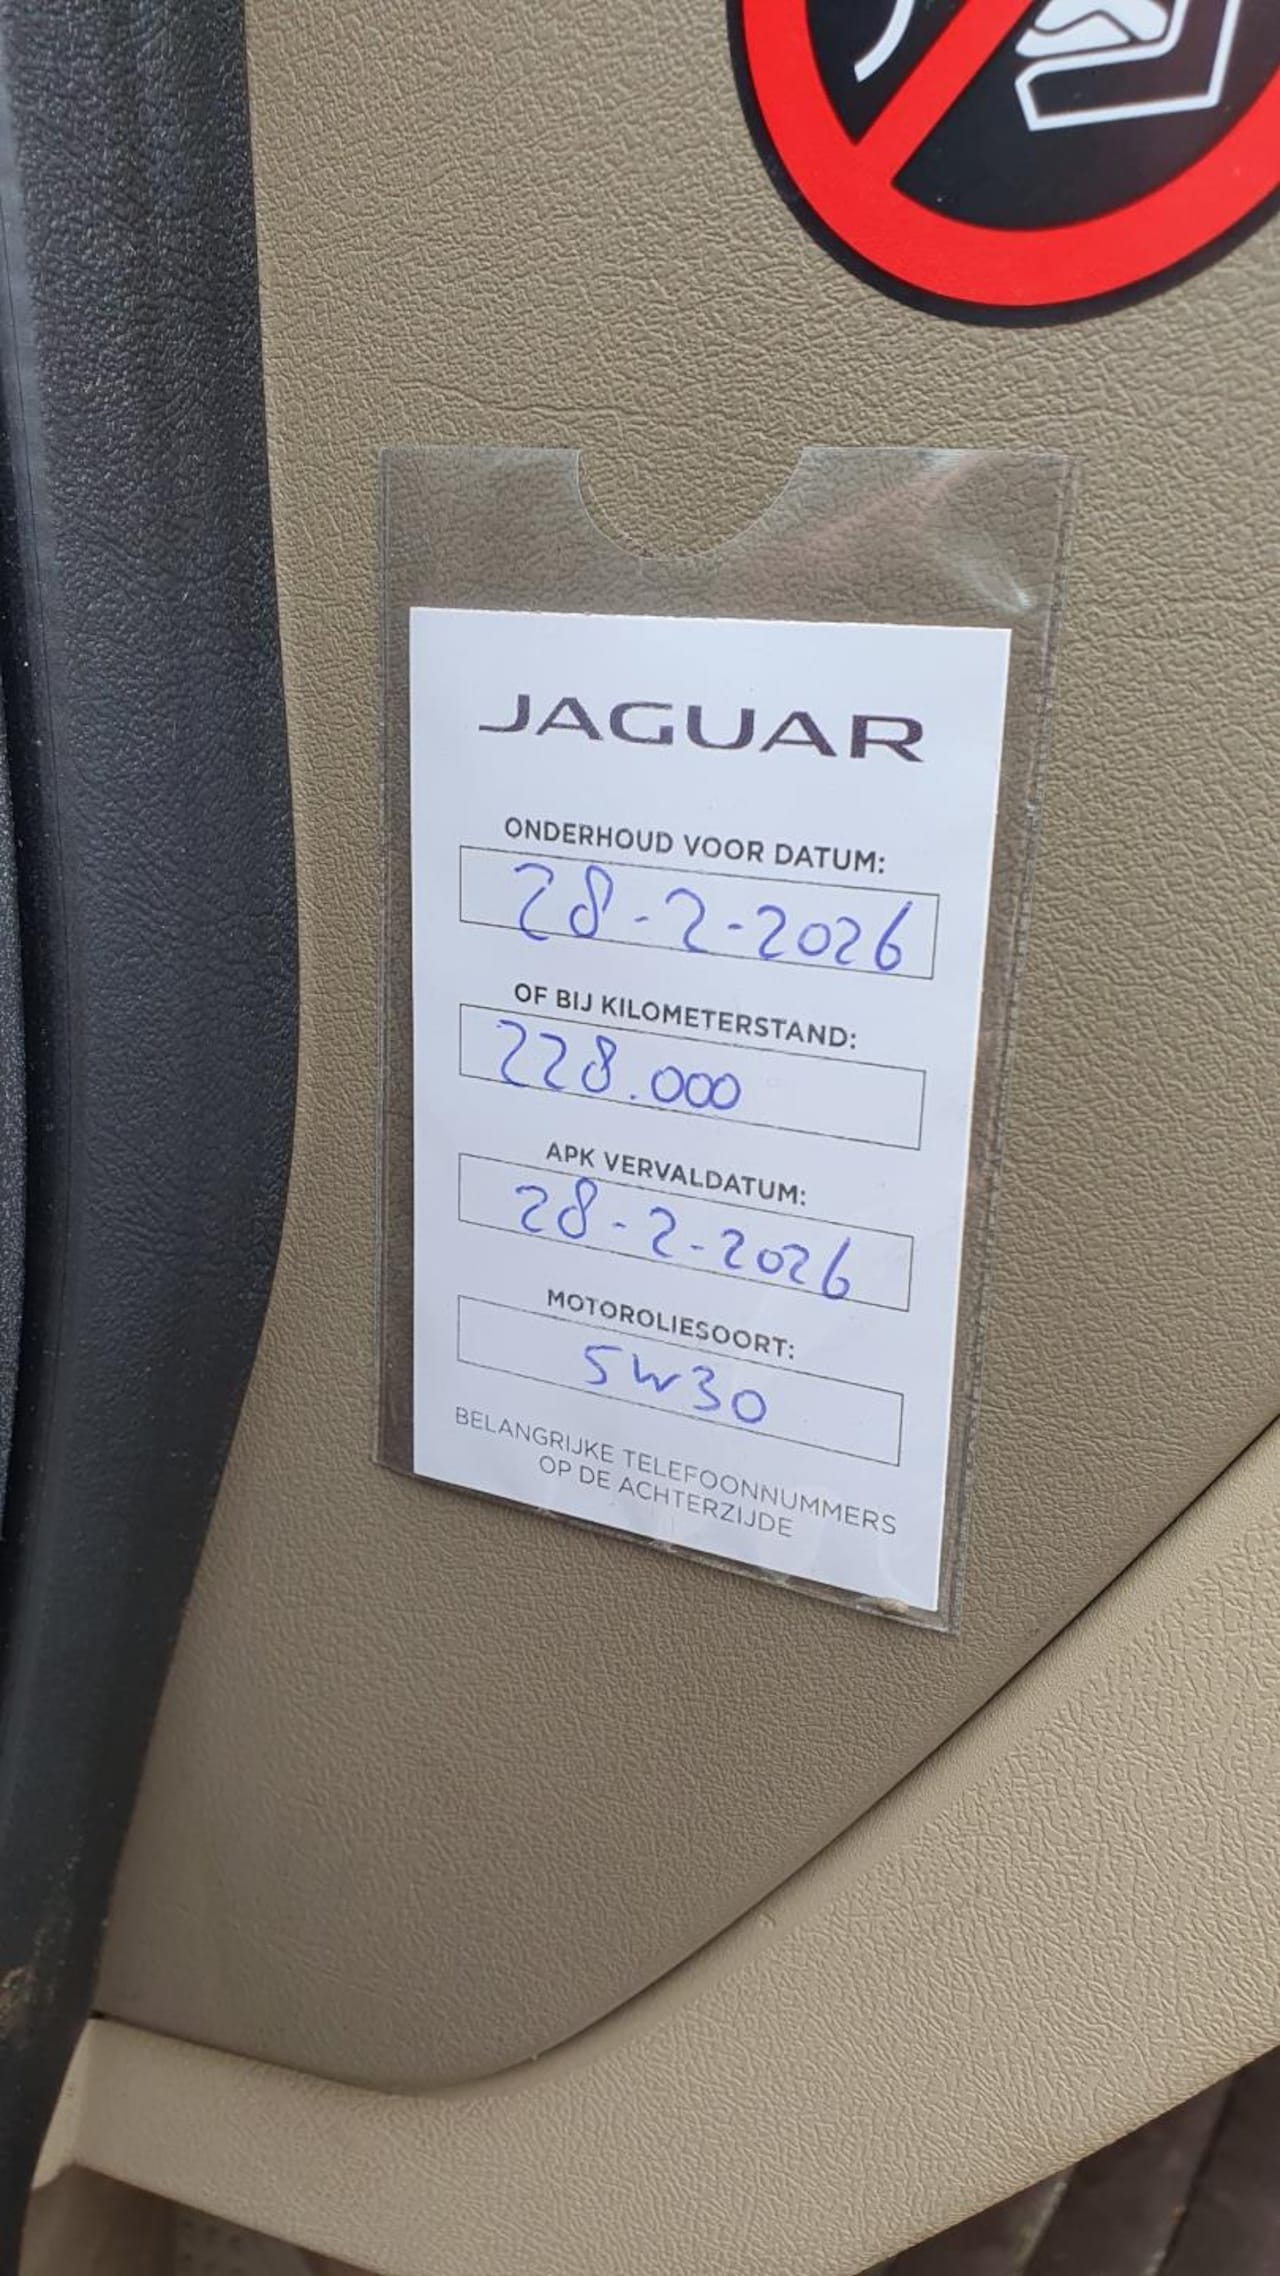 JAGUAR
ONDERHOUD VOOR DATUM:
28-2-2026
OF BIJ KILOMETERSTAND:
228.000
APK VERVALDATUM:
28-2-2026
MOTOROLIESOORT:
5W30
BELANGRIJKE TELEFOONNUMMERS
OP DE ACHTERZIJDE